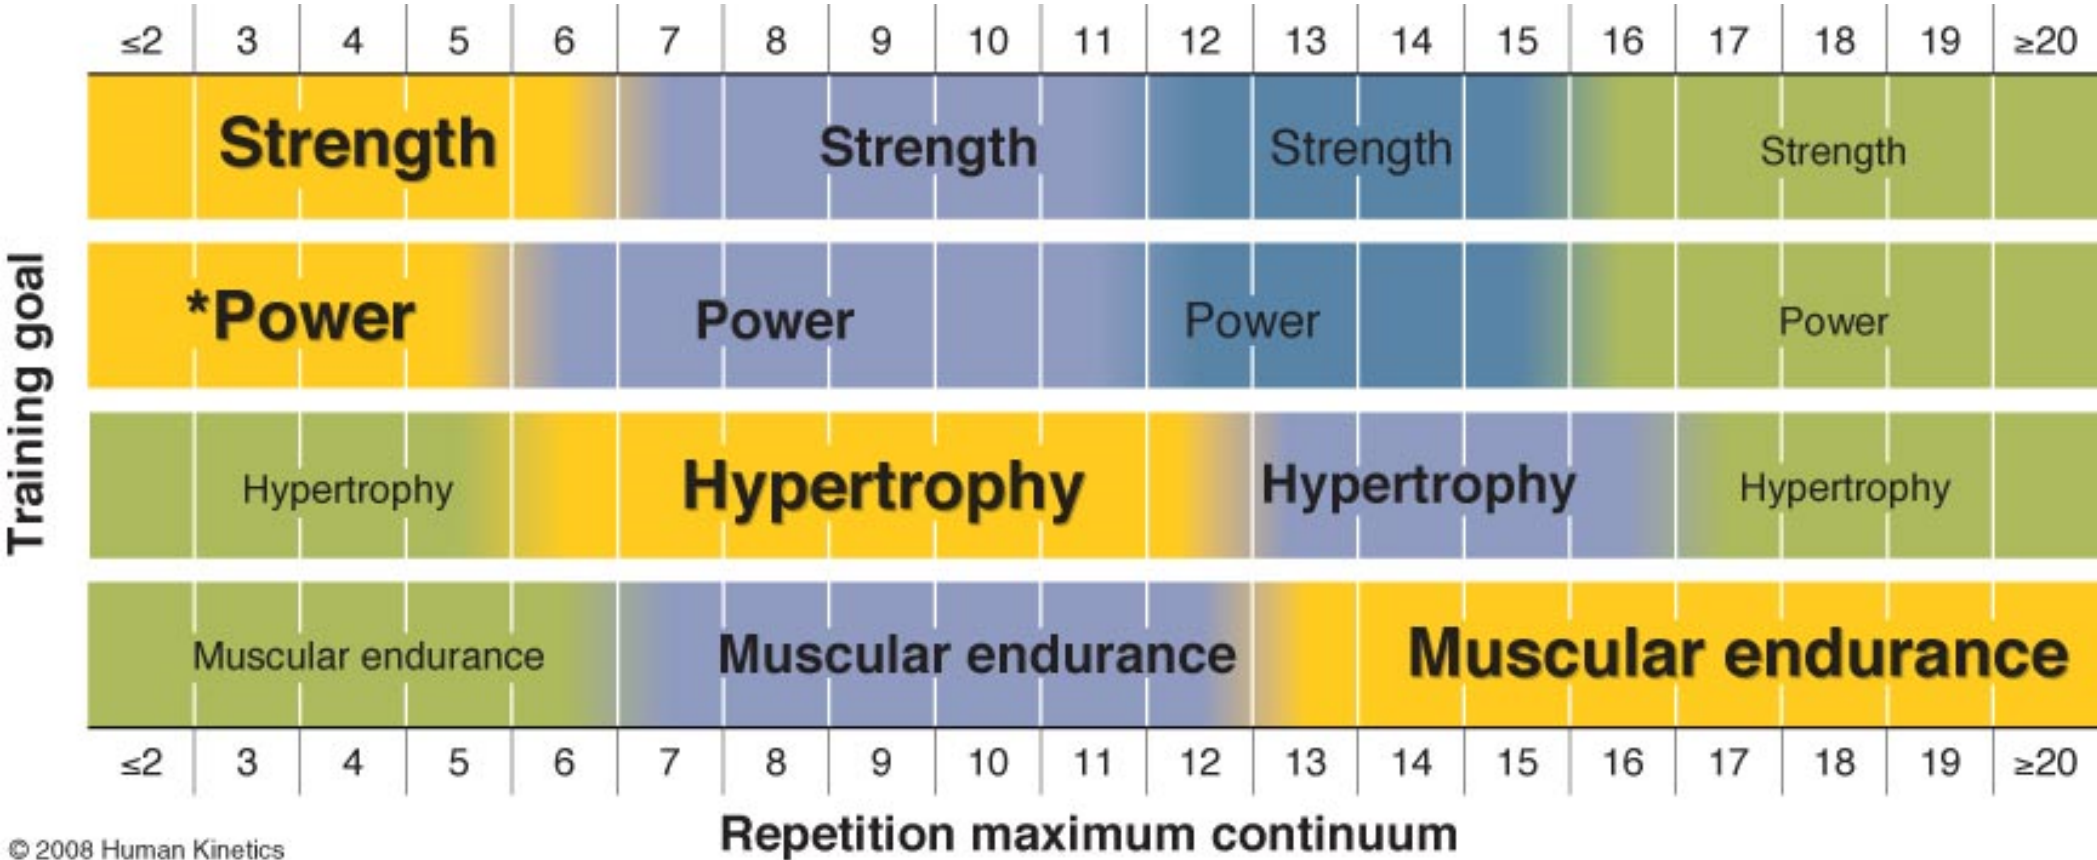 ≤2 3 4 5 6 7 8 9 10 11 12 13 14 15 16 17 18 19 ≥20
Training goal
Strength Strength Strength Strength
*Power Power Power Power
Hypertrophy Hypertrophy Hypertrophy Hypertrophy
Muscular endurance Muscular endurance Muscular endurance
≤2 3 4 5 6 7 8 9 10 11 12 13 14 15 16 17 18 19 ≥20
Repetition maximum continuum
© 2008 Human Kinetics